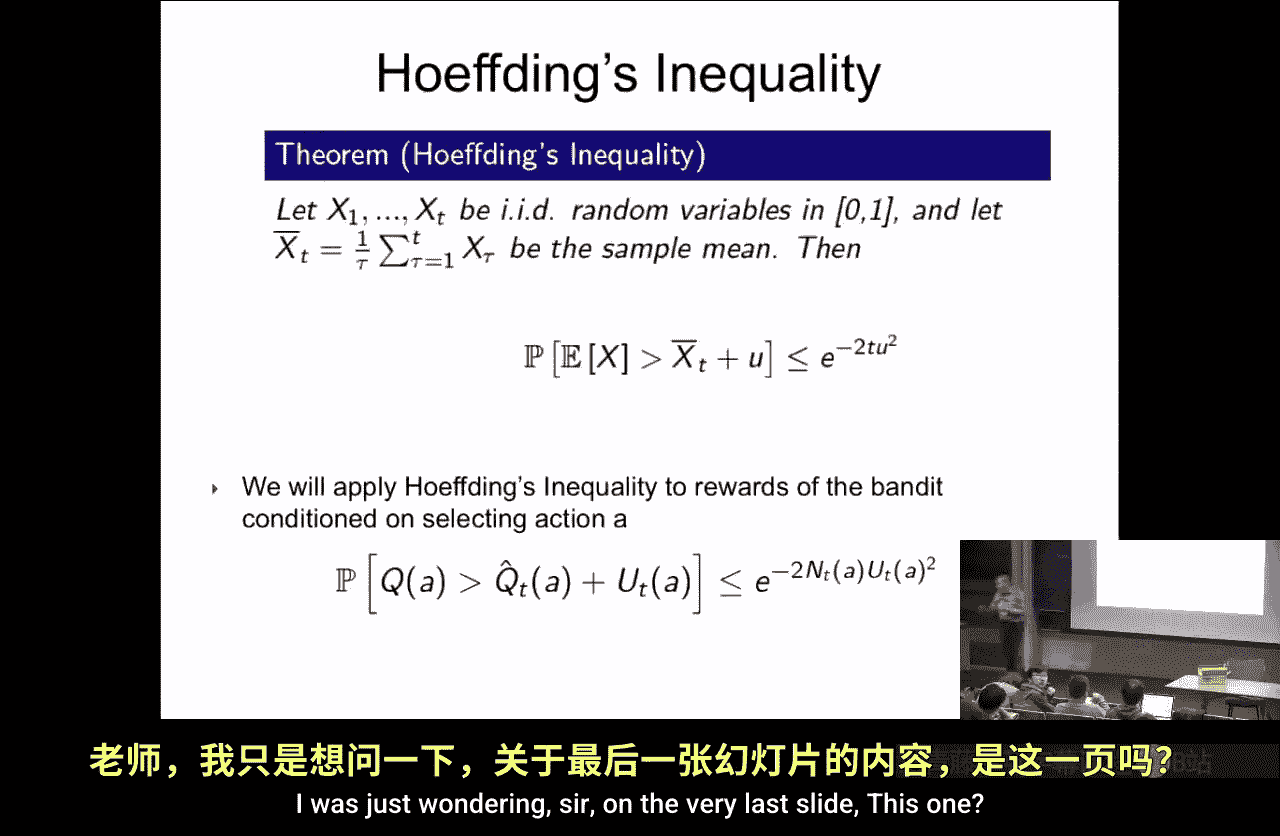 Hoeffding's Inequality
Theorem (Hoeffding's Inequality)
Let X₁, ..., Xₜ be i.i.d. random variables in [0,1], and let
X̅ₜ = 1/τ ∑ᵗ_{τ=1} X_τ be the sample mean. Then
ℙ [𝔼 [X] > X̅ₜ + u] ≤ e^{−2tu²}
We will apply Hoeffding's Inequality to rewards of the bandit
conditioned on selecting action a
ℙ [Q(a) > Q̂ₜ(a) + Uₜ(a)] ≤ e^{−2Nₜ(a)Uₜ(a)²}
老师，我只是想问一下，关于最后一张幻灯片的内容，是这一页吗？
I was just wondering, sir, on the very last slide, This one?